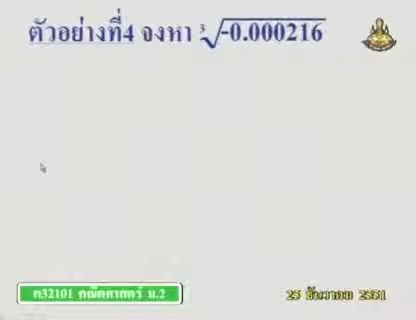 ตัวอย่างที่4 จงหา ∛-0.000216
ค32101 คณิตศาสตร์ ม.2
25 ธันวาคม 2551